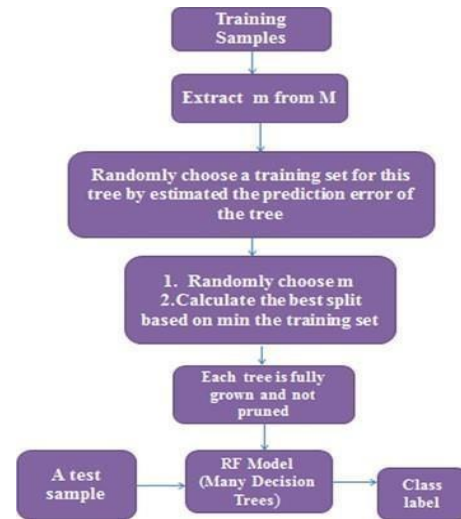 Training
Samples
Extract m from M
Randomly choose a training set for this
tree by estimated the prediction error of
the tree
1. Randomly choose m
2.Calculate the best split
based on min the training set
Each tree is fully
grown and not
pruned
A test
sample
RF Model
(Many Decision
Trees)
Class
label